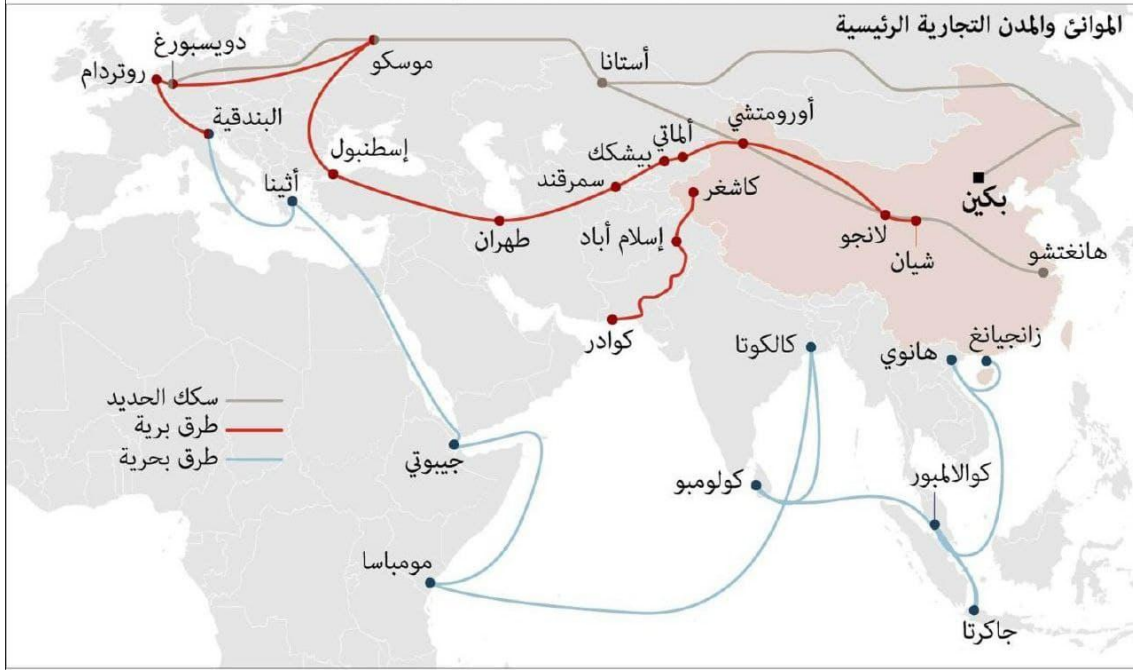 الموانئ والمدن التجارية الرئيسية
دويسبورغ
روتردام
موسكو
أستانا
البندقية
أورومتشي
ألماتي
بيشكك
إسطنبول
سمرقند
كاشغر
أثينا
بكين
طهران
إسلام أباد
لانجو
شيان
هانغتشو
كوادر
كالكوتا
هانوي
زانجيانغ
سكك الحديد
طرق برية
طرق بحرية
جيبوتي
كولومبو
كوالالمبور
مومباسا
جاكرتا